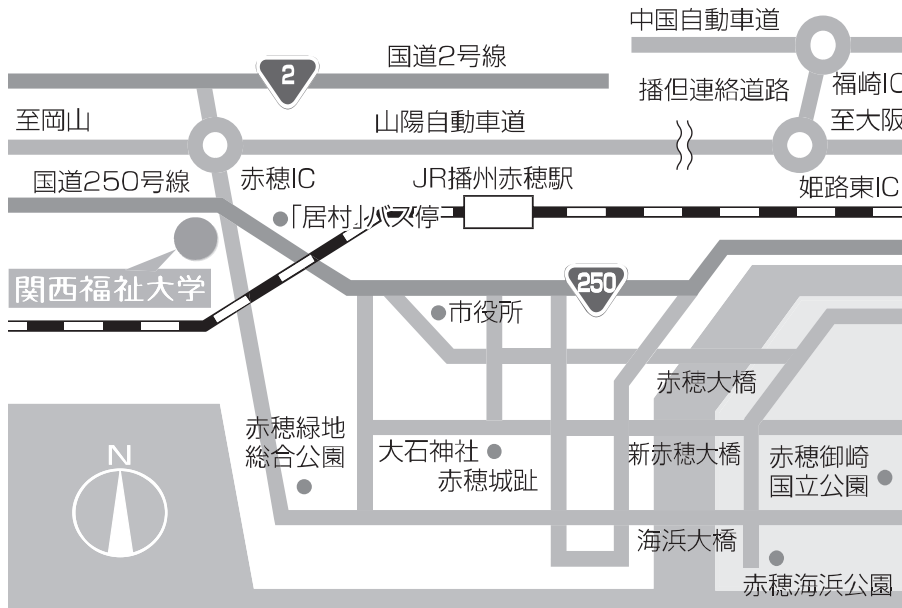 中国自動車道
国道2号線
2
播但連絡道路
福崎IC
至岡山
山陽自動車道
至大阪
国道250号線
赤穂IC
JR播州赤穂駅
姫路東IC
「居村」バス停
関西福祉大学
250
市役所
赤穂大橋
赤穂緑地
総合公園
大石神社
赤穂城趾
新赤穂大橋
赤穂御崎
国立公園
N
海浜大橋
赤穂海浜公園